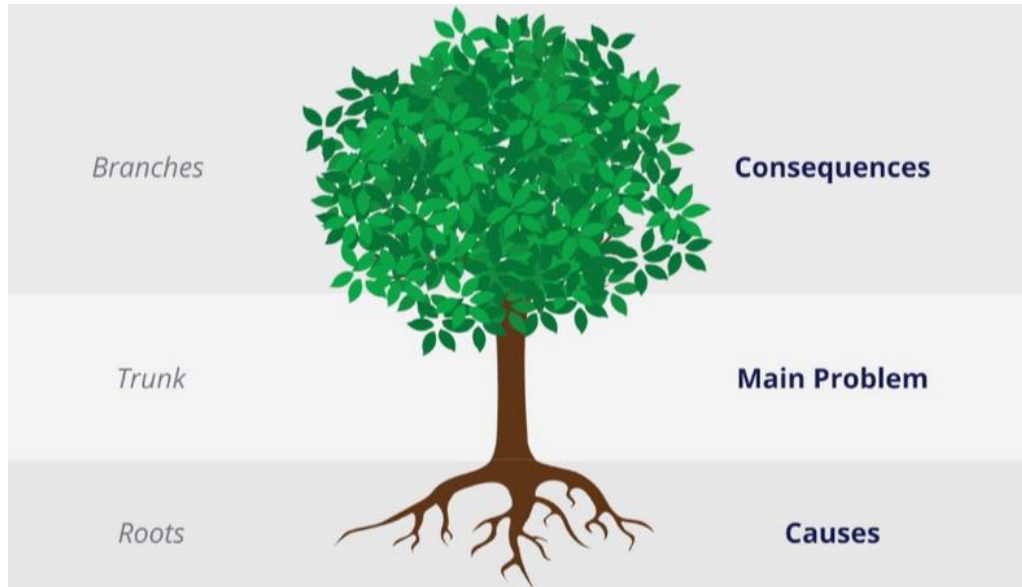 Branches
Consequences
Trunk
Main Problem
Roots
Causes